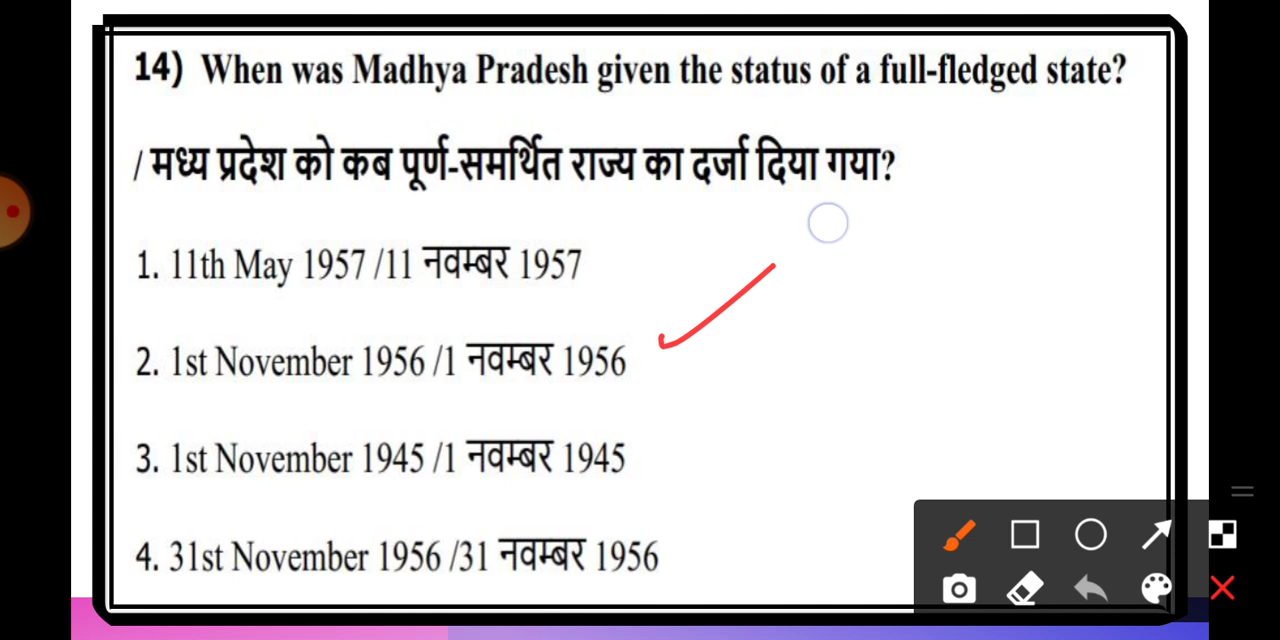 14) When was Madhya Pradesh given the status of a full-fledged state?
/ मध्य प्रदेश को कब पूर्ण-समर्थित राज्य का दर्जा दिया गया?
1. 11th May 1957 /11 नवम्बर 1957
2. 1st November 1956 /1 नवम्बर 1956
3. 1st November 1945 /1 नवम्बर 1945
4. 31st November 1956 /31 नवम्बर 1956